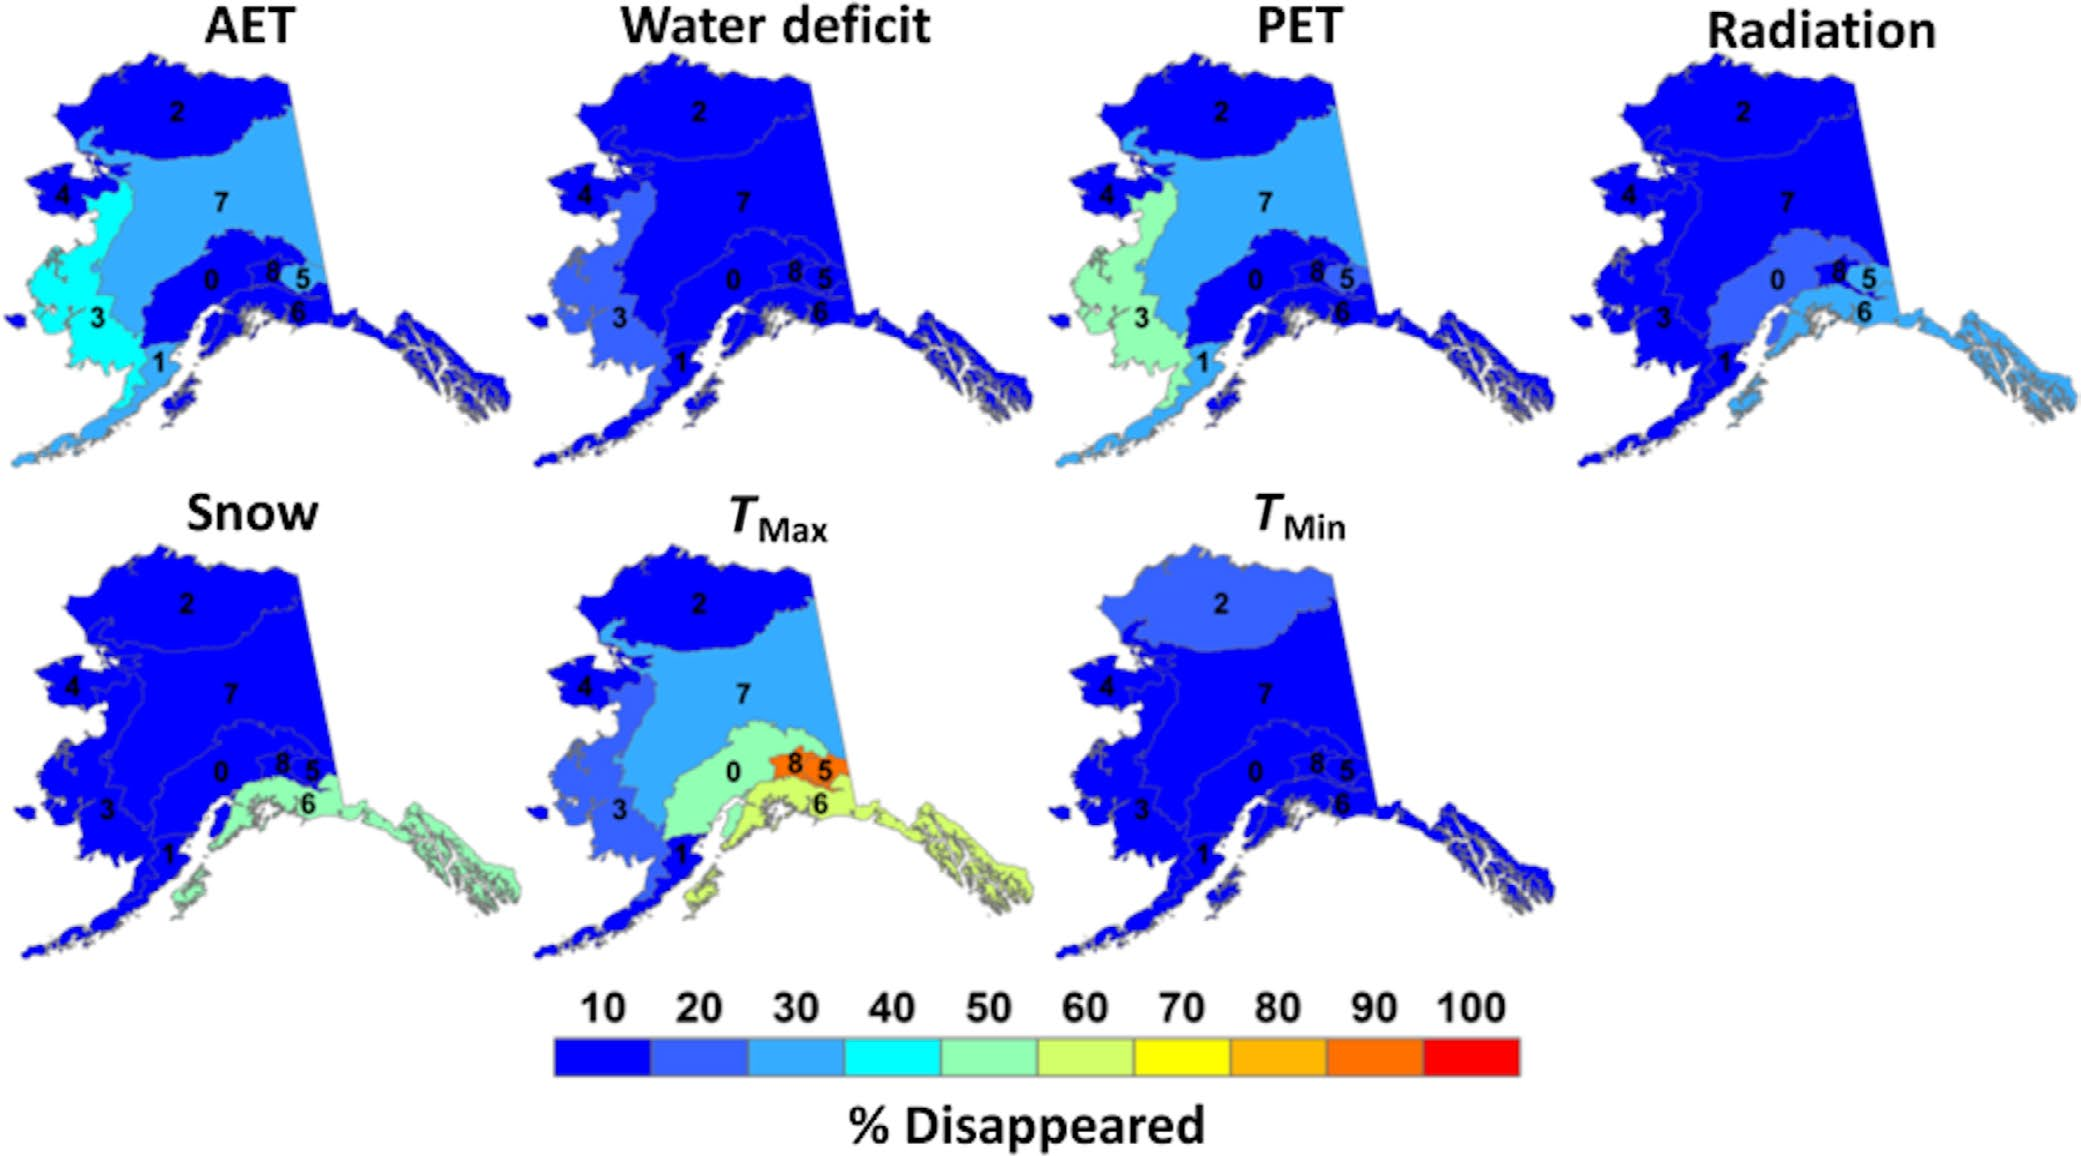 AET Water deficit PET Radiation
2 2 2 2
4 4 4 4
7 7 7 7
0 8 5 0 8 5 0 8 5 0 8 5
3 6 3 6 3 6 3 6
1 1 1 1
Snow TMax TMin
2 2 2
4 4 4
7 7 7
0 8 5 0 8 5 0 8 5
3 6 3 6 3 6
1 1 1
10 20 30 40 50 60 70 80 90 100
% Disappeared